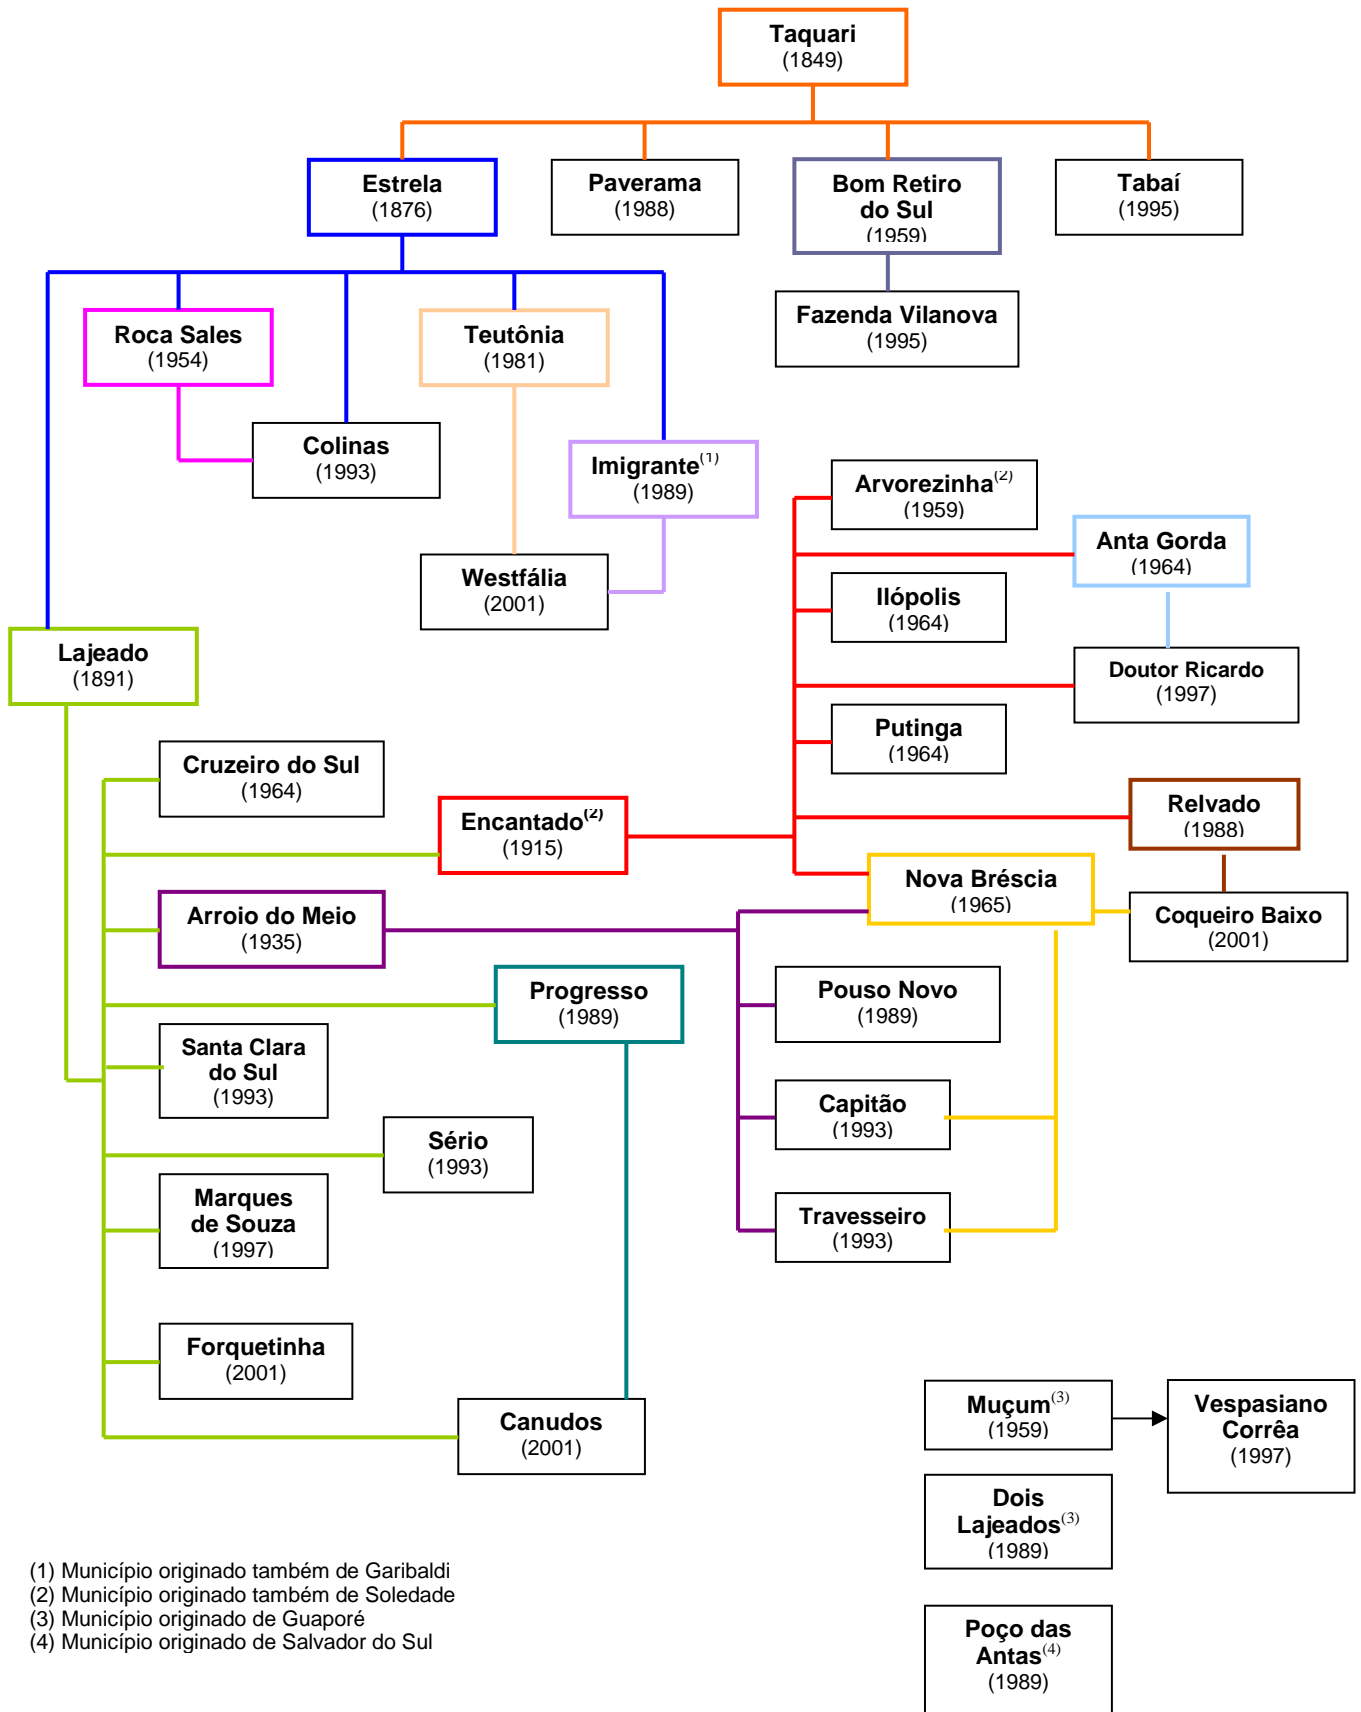 Taquari
(1849)
Estrela
(1876)
Paverama
(1988)
Bom Retiro
do Sul
(1959)
Tabaí
(1995)
Fazenda Vilanova
(1995)
Roca Sales
(1954)
Teutônia
(1981)
Colinas
(1993)
Imigrante(1)
(1989)
Westfália
(2001)
Arvorezinha(2)
(1959)
Anta Gorda
(1964)
Ilópolis
(1964)
Doutor Ricardo
(1997)
Putinga
(1964)
Lajeado
(1891)
Cruzeiro do Sul
(1964)
Encantado(2)
(1915)
Relvado
(1988)
Nova Bréscia
(1965)
Coqueiro Baixo
(2001)
Arroio do Meio
(1935)
Progresso
(1989)
Pouso Novo
(1989)
Santa Clara
do Sul
(1993)
Capitão
(1993)
Sério
(1993)
Marques
de Souza
(1997)
Travesseiro
(1993)
Forquetinha
(2001)
Canudos
(2001)
Muçum(3)
(1959)
Vespasiano
Corrêa
(1997)
Dois
Lajeados(3)
(1989)
Poço das
Antas(4)
(1989)
(1) Município originado também de Garibaldi
(2) Município originado também de Soledade
(3) Município originado de Guaporé
(4) Município originado de Salvador do Sul